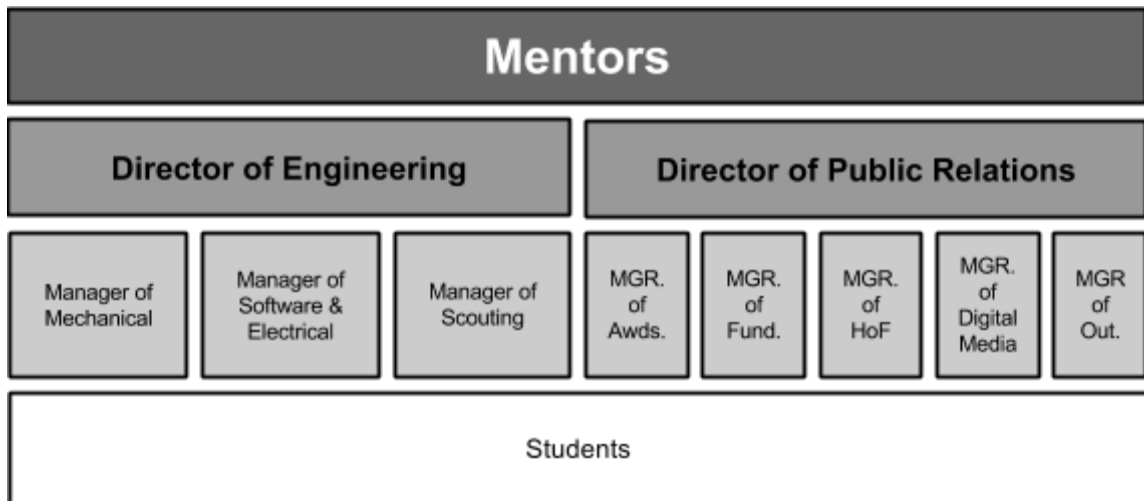 Mentors
Director of Engineering
Director of Public Relations
Manager of
Mechanical
Manager of
Software &
Electrical
Manager of
Scouting
MGR.
of
Awds.
MGR.
of
Fund.
MGR.
of
HoF
MGR.
of
Digital
Media
MGR
of
Out.
Students